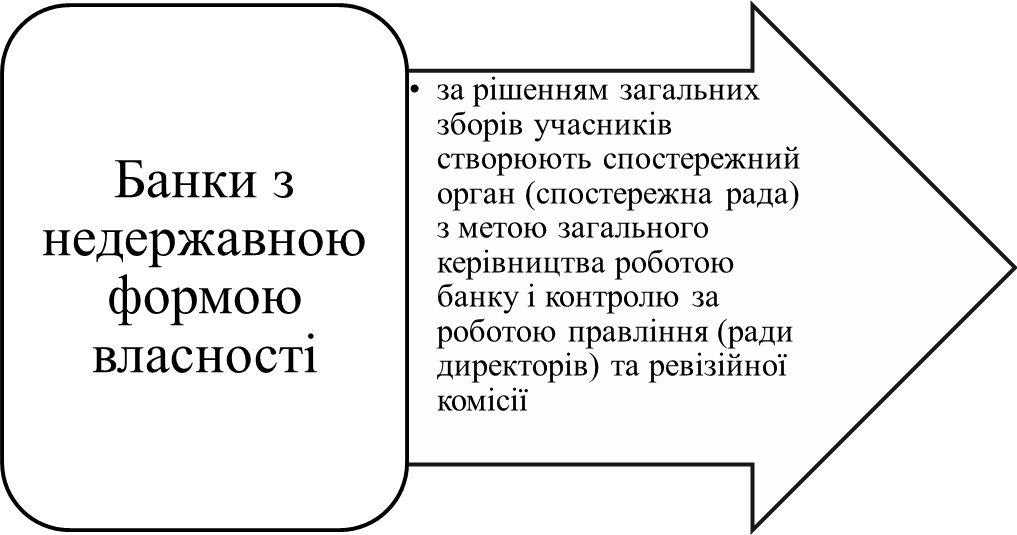 Банки з
недержавною
формою
власності
• за рішенням загальних
зборів учасників
створюють спостережний
орган (спостережна рада)
з метою загального
керівництва роботою
банку і контролю за
роботою правління (ради
директорів) та ревізійної
комісії